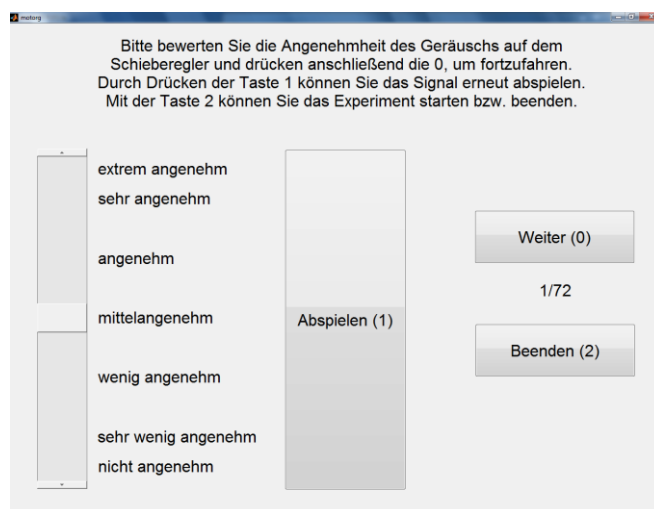 motorg
Bitte bewerten Sie die Angenehmheit des Geräuschs auf dem
Schieberegler und drücken anschließend die 0, um fortzufahren.
Durch Drücken der Taste 1 können Sie das Signal erneut abspielen.
Mit der Taste 2 können Sie das Experiment starten bzw. beenden.
extrem angenehm
sehr angenehm
angenehm
mittelangenehm
wenig angenehm
sehr wenig angenehm
nicht angenehm
Abspielen (1)
Weiter (0)
1/72
Beenden (2)